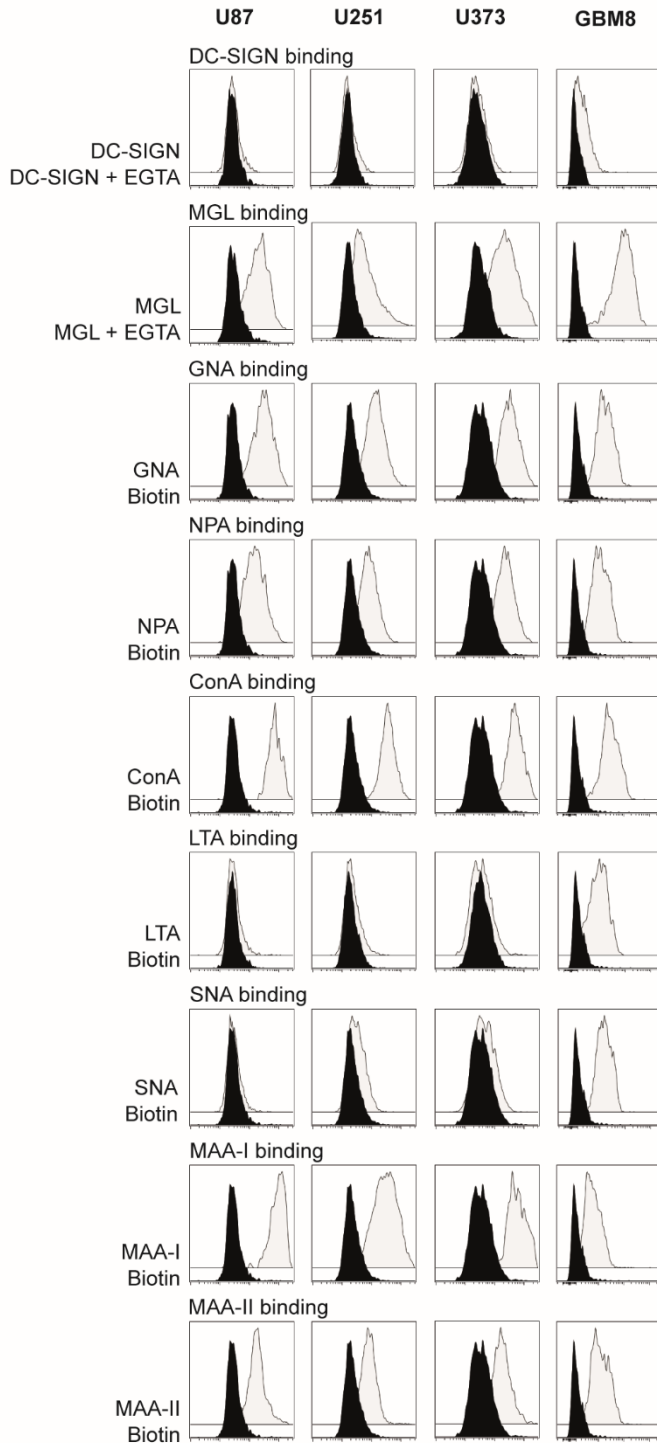 U87 U251 U373 GBM8
DC-SIGN binding
DC-SIGN
DC-SIGN + EGTA
MGL binding
MGL
MGL + EGTA
GNA binding
GNA
Biotin
NPA binding
NPA
Biotin
ConA binding
ConA
Biotin
LTA binding
LTA
Biotin
SNA binding
SNA
Biotin
MAA-I binding
MAA-I
Biotin
MAA-II binding
MAA-II
Biotin